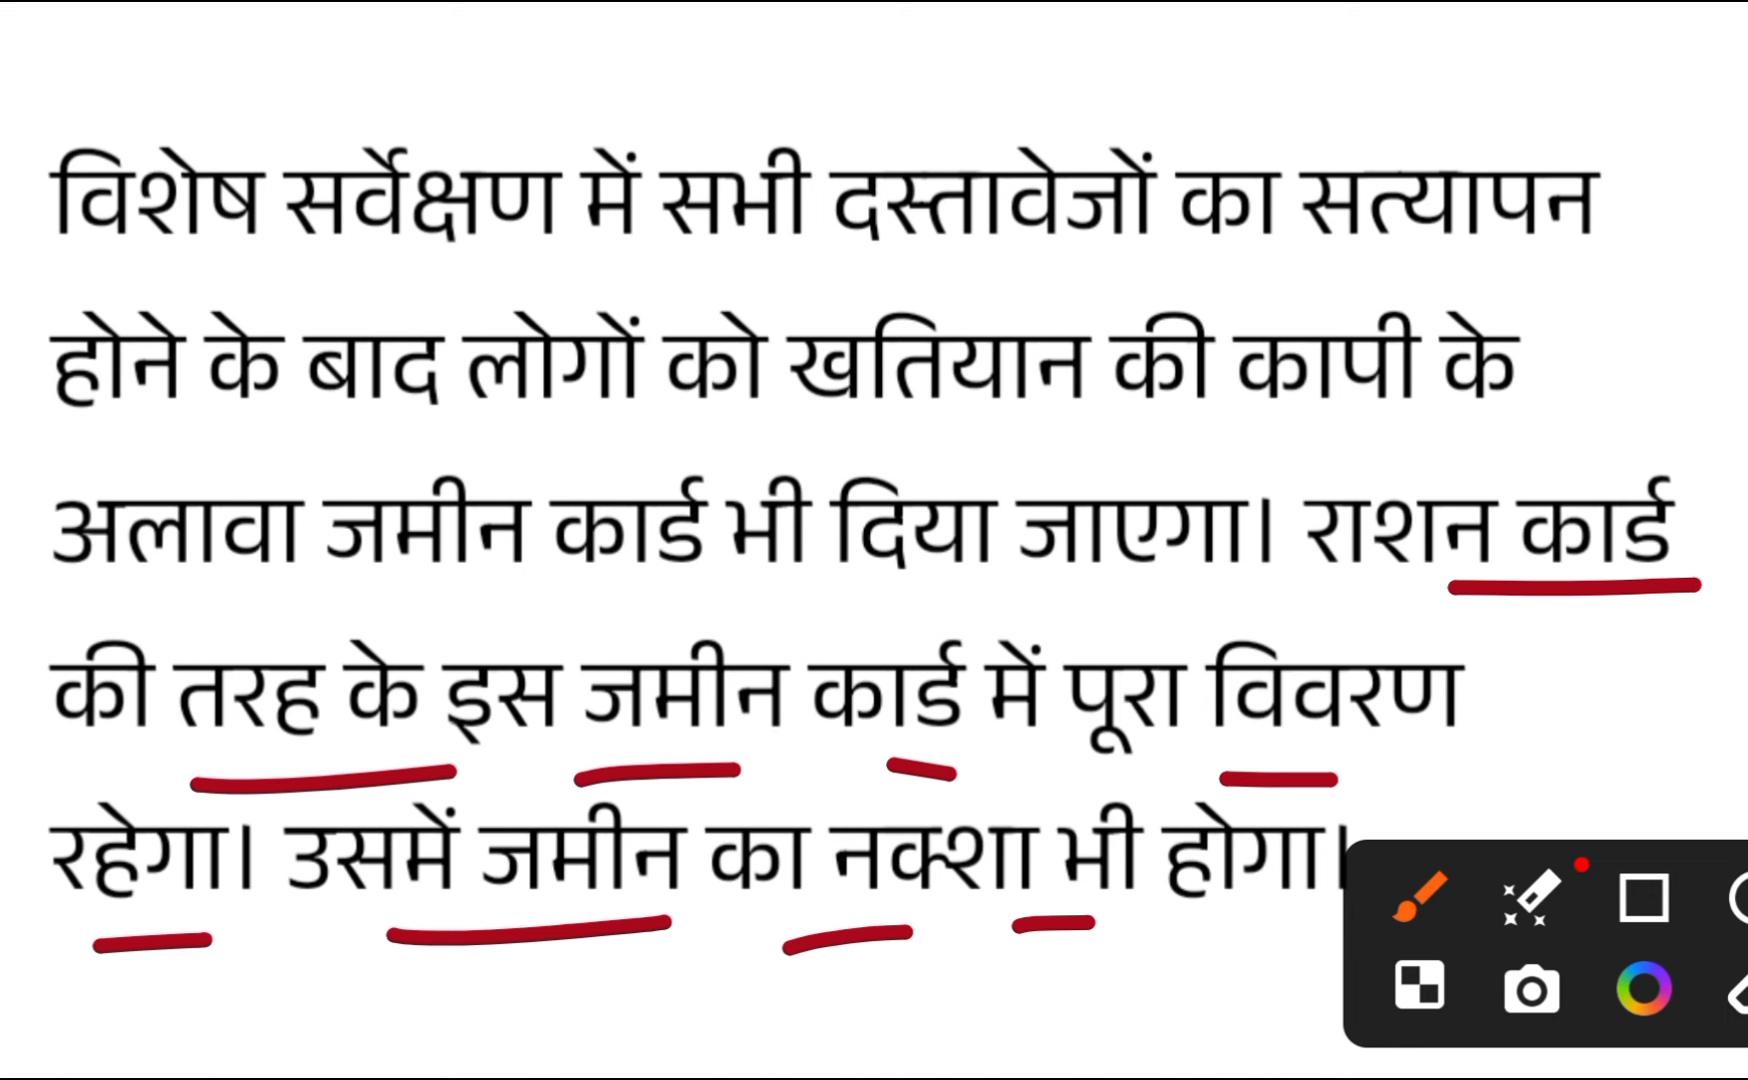 विशेष सर्वेक्षण में सभी दस्तावेजों का सत्यापन
होने के बाद लोगों को खतियान की कापी के
अलावा जमीन कार्ड भी दिया जाएगा। राशन कार्ड
की तरह के इस जमीन कार्ड में पूरा विवरण
रहेगा। उसमें जमीन का नक्शा भी होगा।